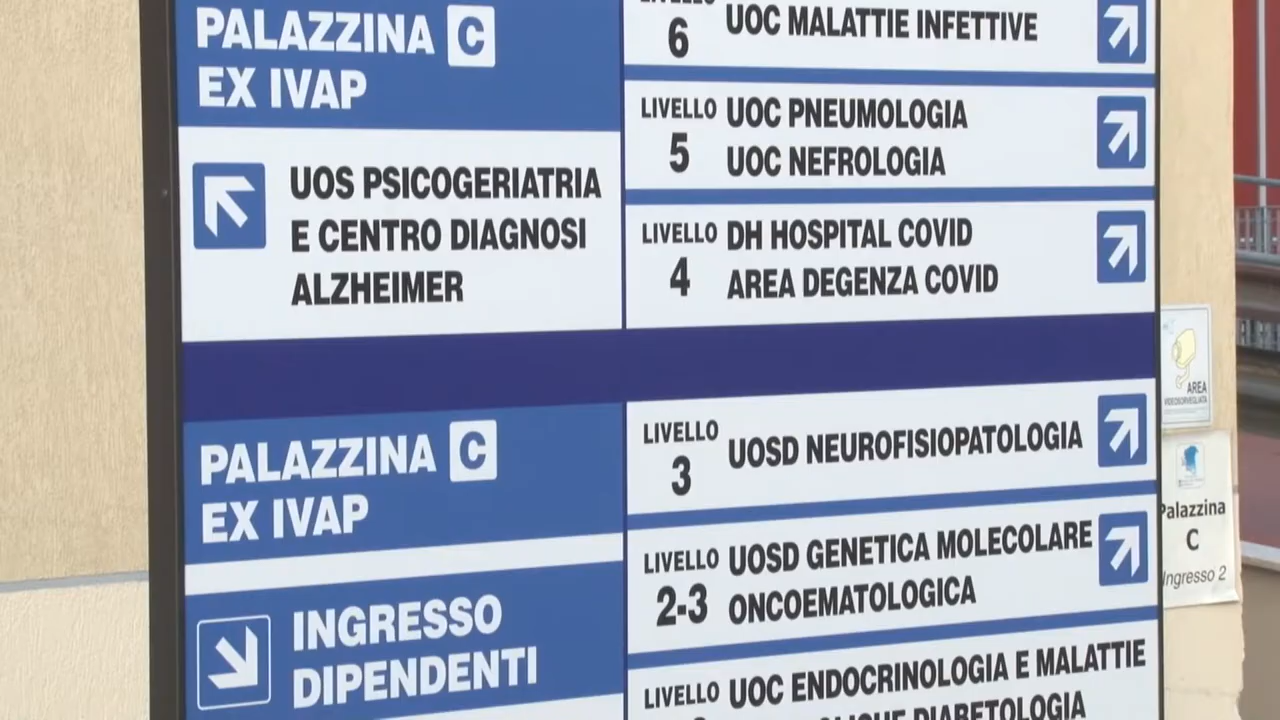 PALAZZINA C
EX IVAP
UOS PSICOGERIATRIA
E CENTRO DIAGNOSI
ALZHEIMER
LIVELLO
6
UOC MALATTIE INFETTIVE
LIVELLO
5
UOC PNEUMOLOGIA
UOC NEFROLOGIA
LIVELLO
4
DH HOSPITAL COVID
AREA DEGENZA COVID
PALAZZINA C
EX IVAP
INGRESSO
DIPENDENTI
LIVELLO
3
UOSD NEUROFISIOPATOLOGIA
LIVELLO
2-3
UOSD GENETICA MOLECOLARE
ONCOEMATOLOGICA
LIVELLO
UOC ENDOCRINOLOGIA E MALATTIE
DIABETOLOGIA
AREA
VIDEOSORVEGLIATA
Palazzina
C
Ingresso 2